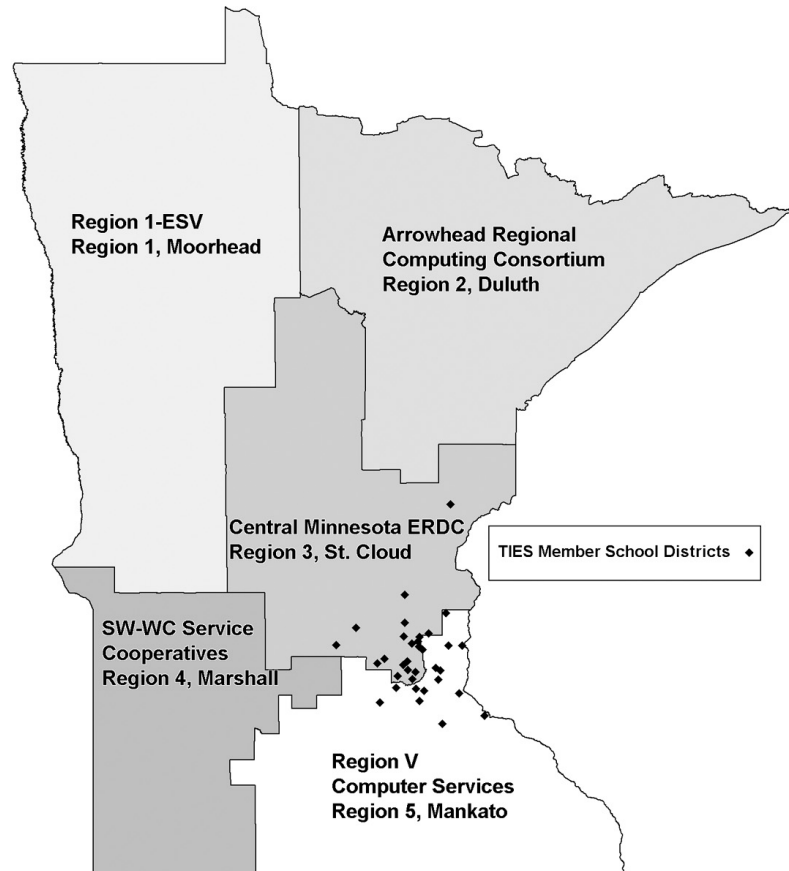 Region 1-ESV
Region 1, Moorhead
Arrowhead Regional
Computing Consortium
Region 2, Duluth
Central Minnesota ERDC
Region 3, St. Cloud
TIES Member School Districts
SW-WC Service
Cooperatives
Region 4, Marshall
Region V
Computer Services
Region 5, Mankato